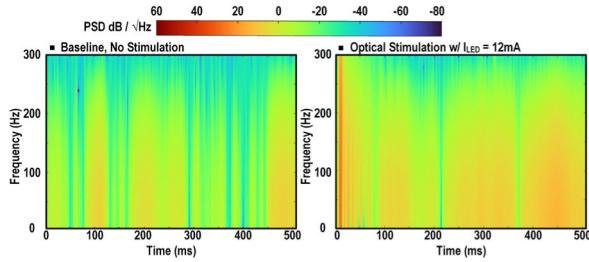 PSD dB / √Hz
60 40 20 0 -20 -40 -60 -80
■ Baseline, No Stimulation
Frequency (Hz)
300
200
100
0
0 100 200 300 400 500
Time (ms)
■ Optical Stimulation w/ ILED = 12mA
Frequency (Hz)
300
200
100
0
0 100 200 300 400 500
Time (ms)